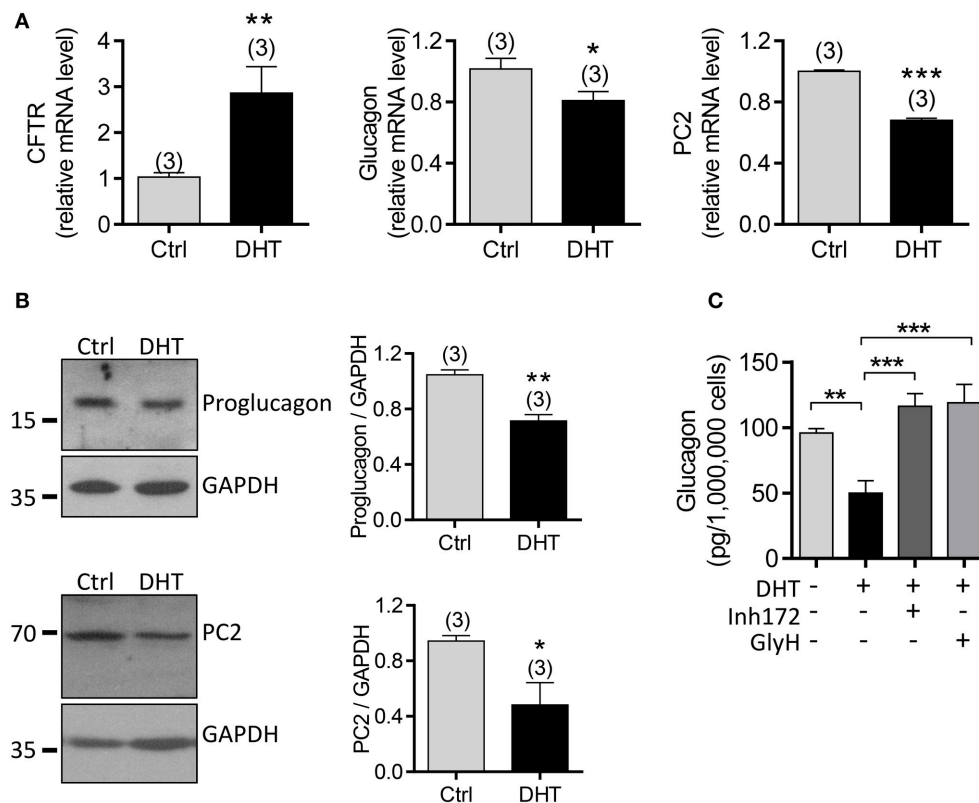 A
CFTR
(relative mRNA level)
4
3
2
1
0
(3)
**
(3)
Ctrl
DHT
Glucagon
(relative mRNA level)
1.2
0.8
0.4
0.0
(3)
*
(3)
Ctrl
DHT
PC2
(relative mRNA level)
1.2
0.8
0.4
0.0
(3)
***
(3)
Ctrl
DHT
B
Ctrl DHT
Proglucagon
15
GAPDH
35
Proglucagon / GAPDH
1.2
0.8
0.4
0.0
(3)
**
(3)
Ctrl
DHT
Ctrl DHT
70
PC2
GAPDH
35
PC2 / GAPDH
1.2
0.8
0.4
0.0
(3)
*
(3)
Ctrl
DHT
C
Glucagon
(pg/1,000,000 cells)
150
100
50
0
**
***
***
DHT - + + +
Inh172 - - + -
GlyH - - - +